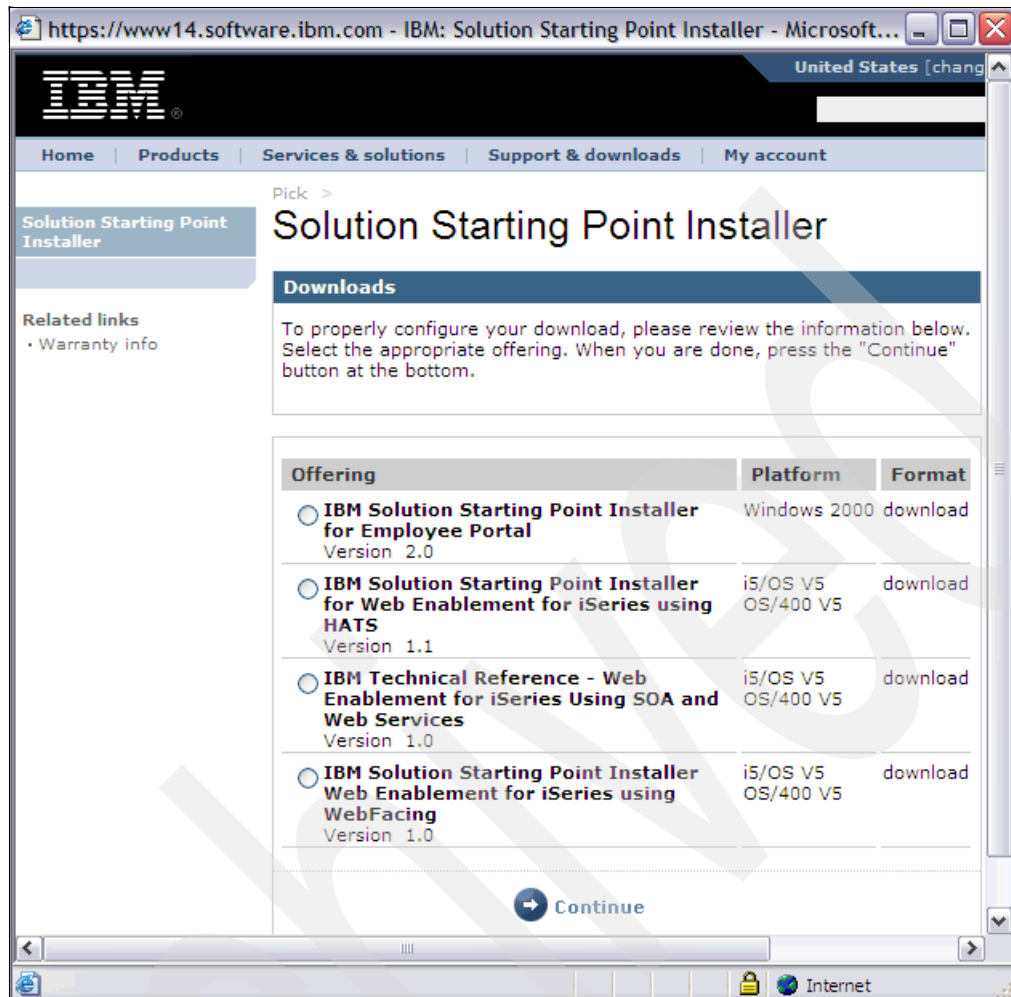 https://www14.software.ibm.com - IBM: Solution Starting Point Installer - Microsoft...
United States [chang
IBM®
Home | Products | Services & solutions | Support & downloads | My account
Pick >
Solution Starting Point Installer
Solution Starting Point
Installer
Related links
• Warranty info
Downloads
To properly configure your download, please review the information below.
Select the appropriate offering. When you are done, press the "Continue"
button at the bottom.
Offering Platform Format
IBM Solution Starting Point Installer Windows 2000 download
for Employee Portal
Version 2.0
IBM Solution Starting Point Installer i5/OS V5 download
for Web Enablement for iSeries using OS/400 V5
HATS
Version 1.1
IBM Technical Reference - Web i5/OS V5 download
Enablement for iSeries Using SOA and OS/400 V5
Web Services
Version 1.0
IBM Solution Starting Point Installer i5/OS V5 download
Web Enablement for iSeries using OS/400 V5
WebFacing
Version 1.0
Continue
Internet